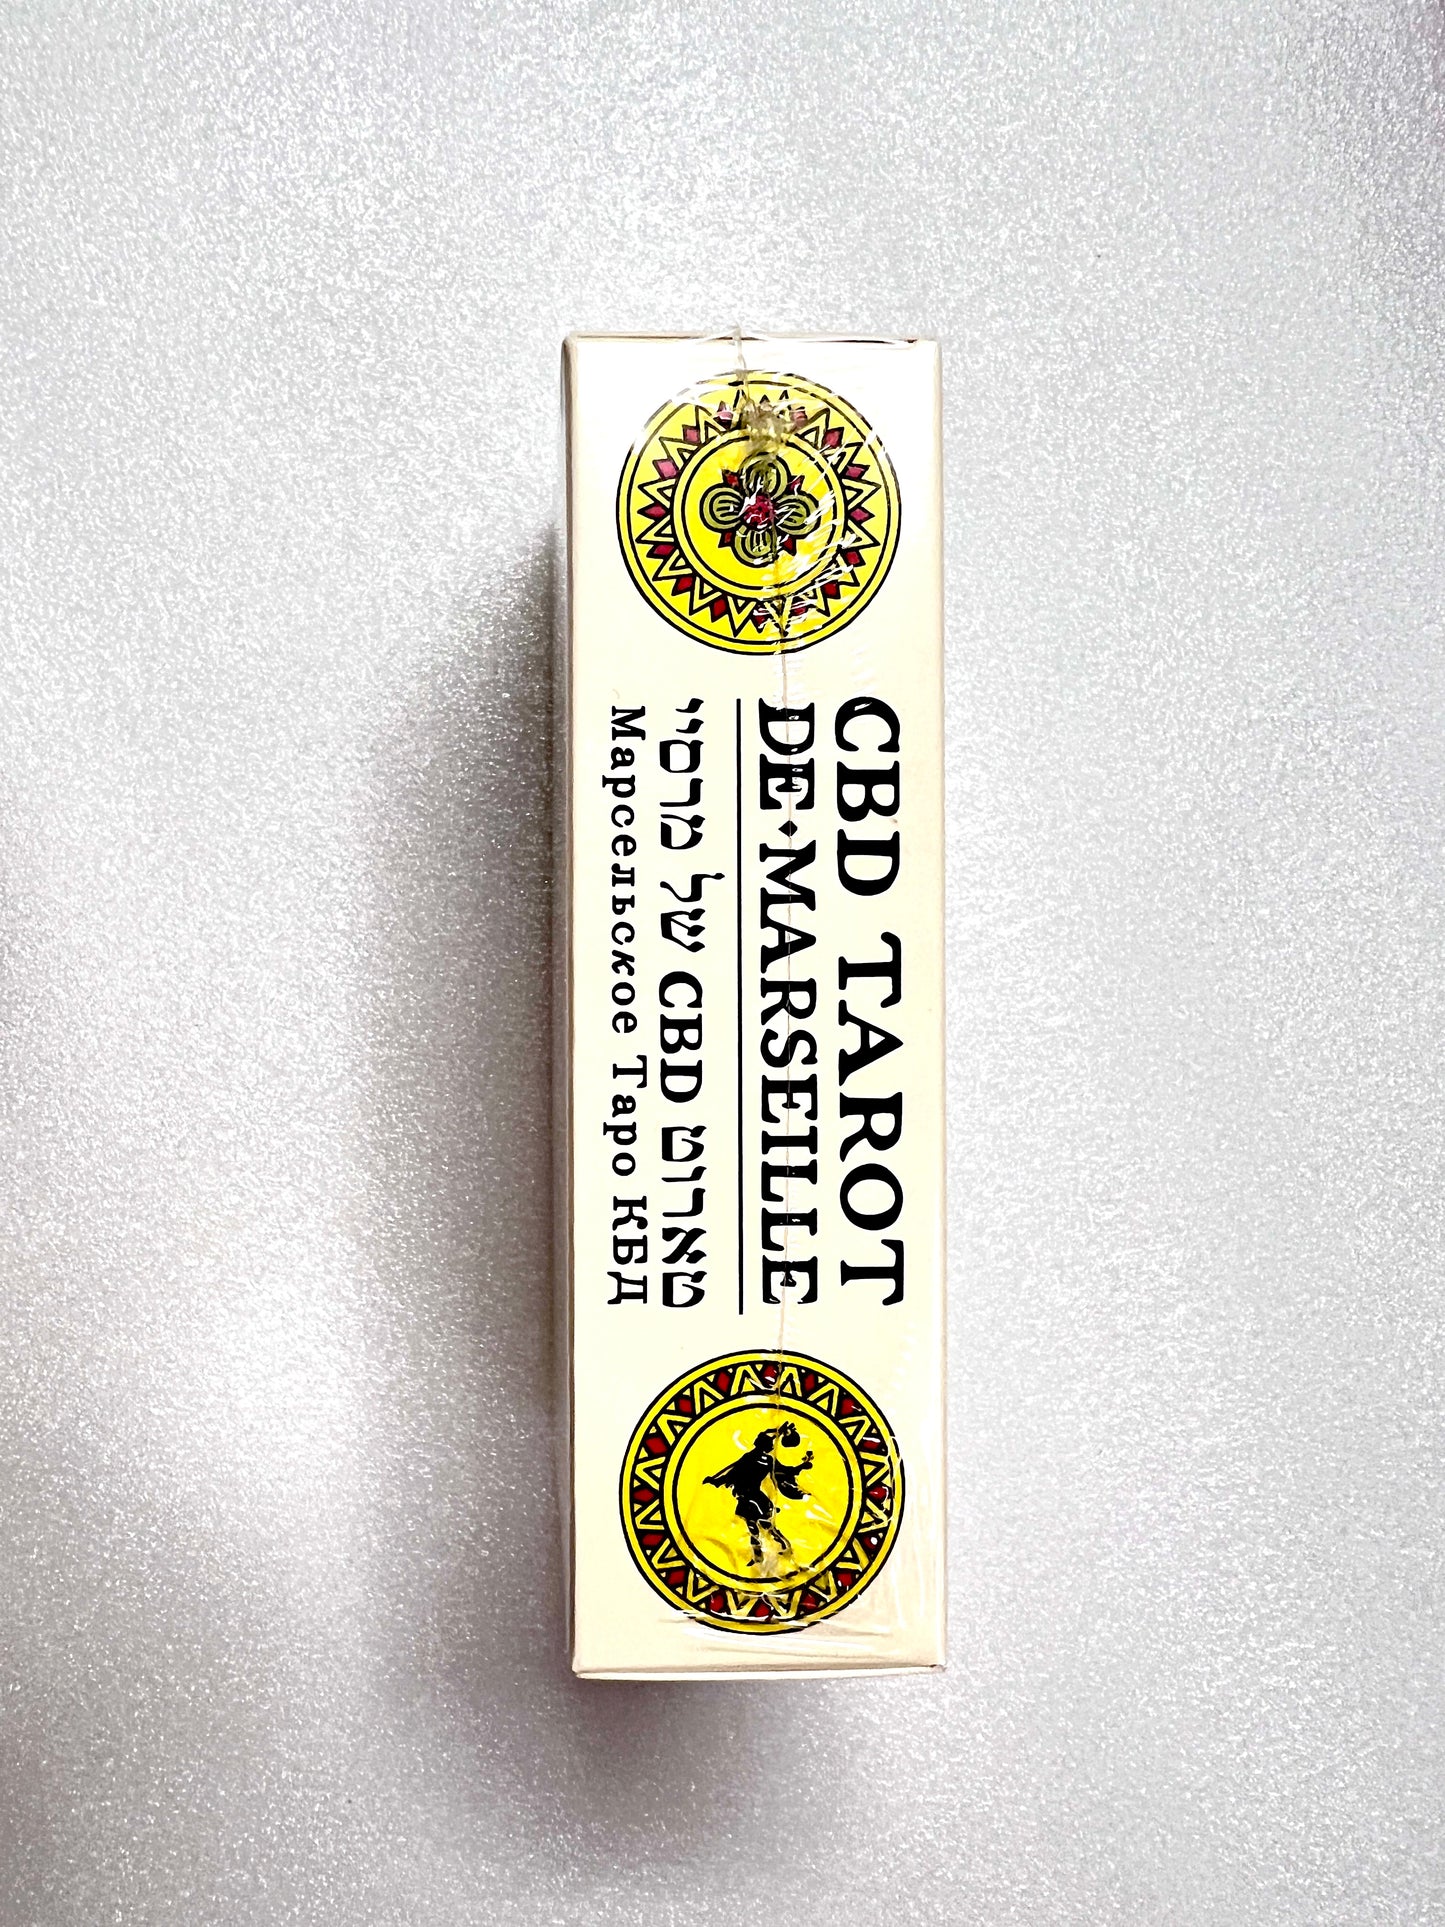 CBD TAROT
DE·MARSEILLE
טארוט CBD של מרסיי
Марсельское Таро КБД